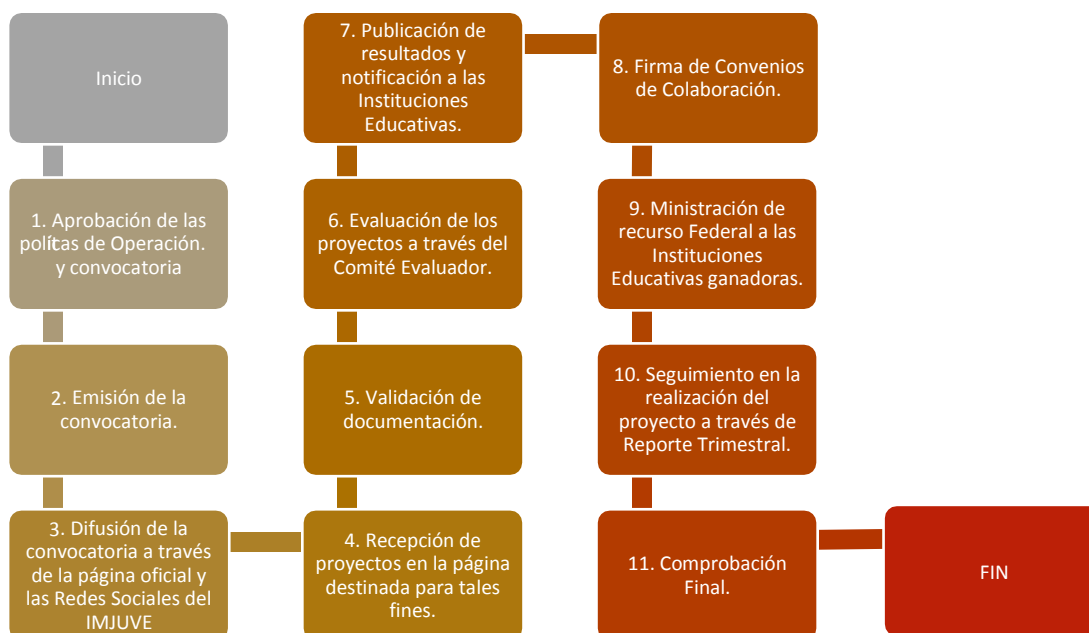 Inicio
1. Aprobación de las
polítas de Operación.
y convocatoria
2. Emisión de la
convocatoria.
3. Difusión de la
convocatoria a través
de la página oficial y
las Redes Sociales del
IMJUVE
4. Recepción de
proyectos en la página
destinada para tales
fines.
5. Validación de
documentación.
6. Evaluación de los
proyectos a través del
Comité Evaluador.
7. Publicación de
resultados y
notificación a las
Instituciones
Educativas.
8. Firma de Convenios
de Colaboración.
9. Ministración de
recurso Federal a las
Instituciones
Educativas ganadoras.
10. Seguimiento en la
realización del
proyecto a través de
Reporte Trimestral.
11. Comprobación
Final.
FIN